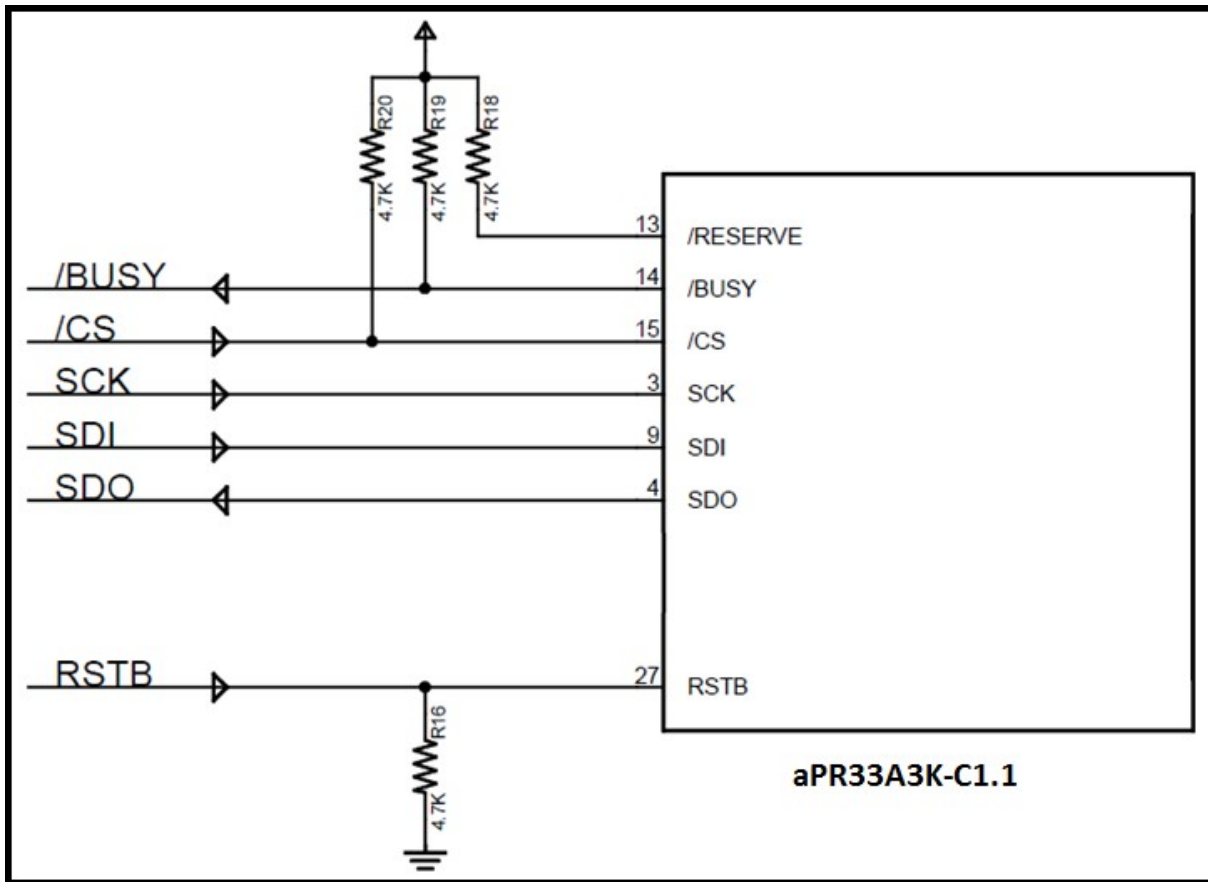 R20
R19
R18
4.7K
4.7K
4.7K
13
/RESERVE
/BUSY
14
/BUSY
/CS
15
/CS
SCK
3
SCK
SDI
9
SDI
SDO
4
SDO
RSTB
27
RSTB
R16
4.7K
aPR33A3K-C1.1